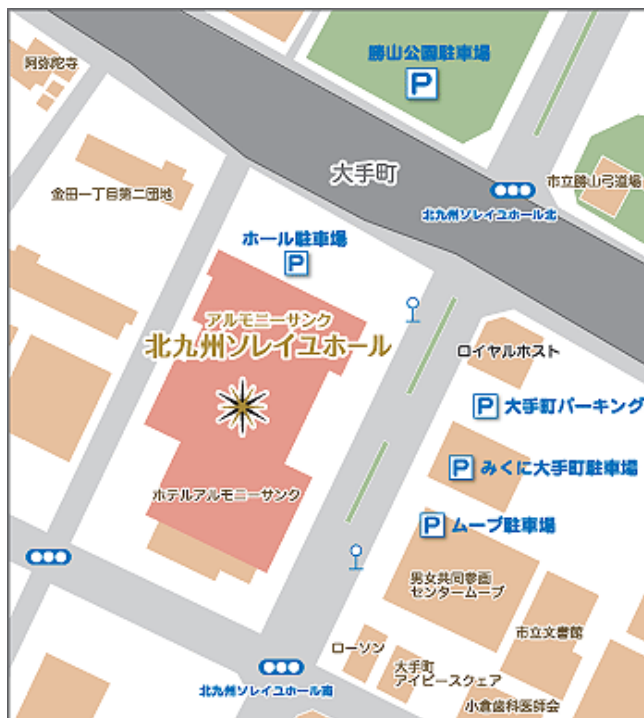 勝山公園駐車場
P
阿弥陀寺
大手町
市立勝山弓道場
金田一丁目第二団地
北九州ソレイユホール北
ホール駐車場
P
アルモニーサンク
北九州ソレイユホール
ロイヤルホスト
P 大手町パーキング
P みくに大手町駐車場
ホテルアルモニーサンク
P ムーブ駐車場
男女共同参画
センタームーブ
市立文書館
ローソン
大手町
アイビースクェア
北九州ソレイユホール南
小倉歯科医師会